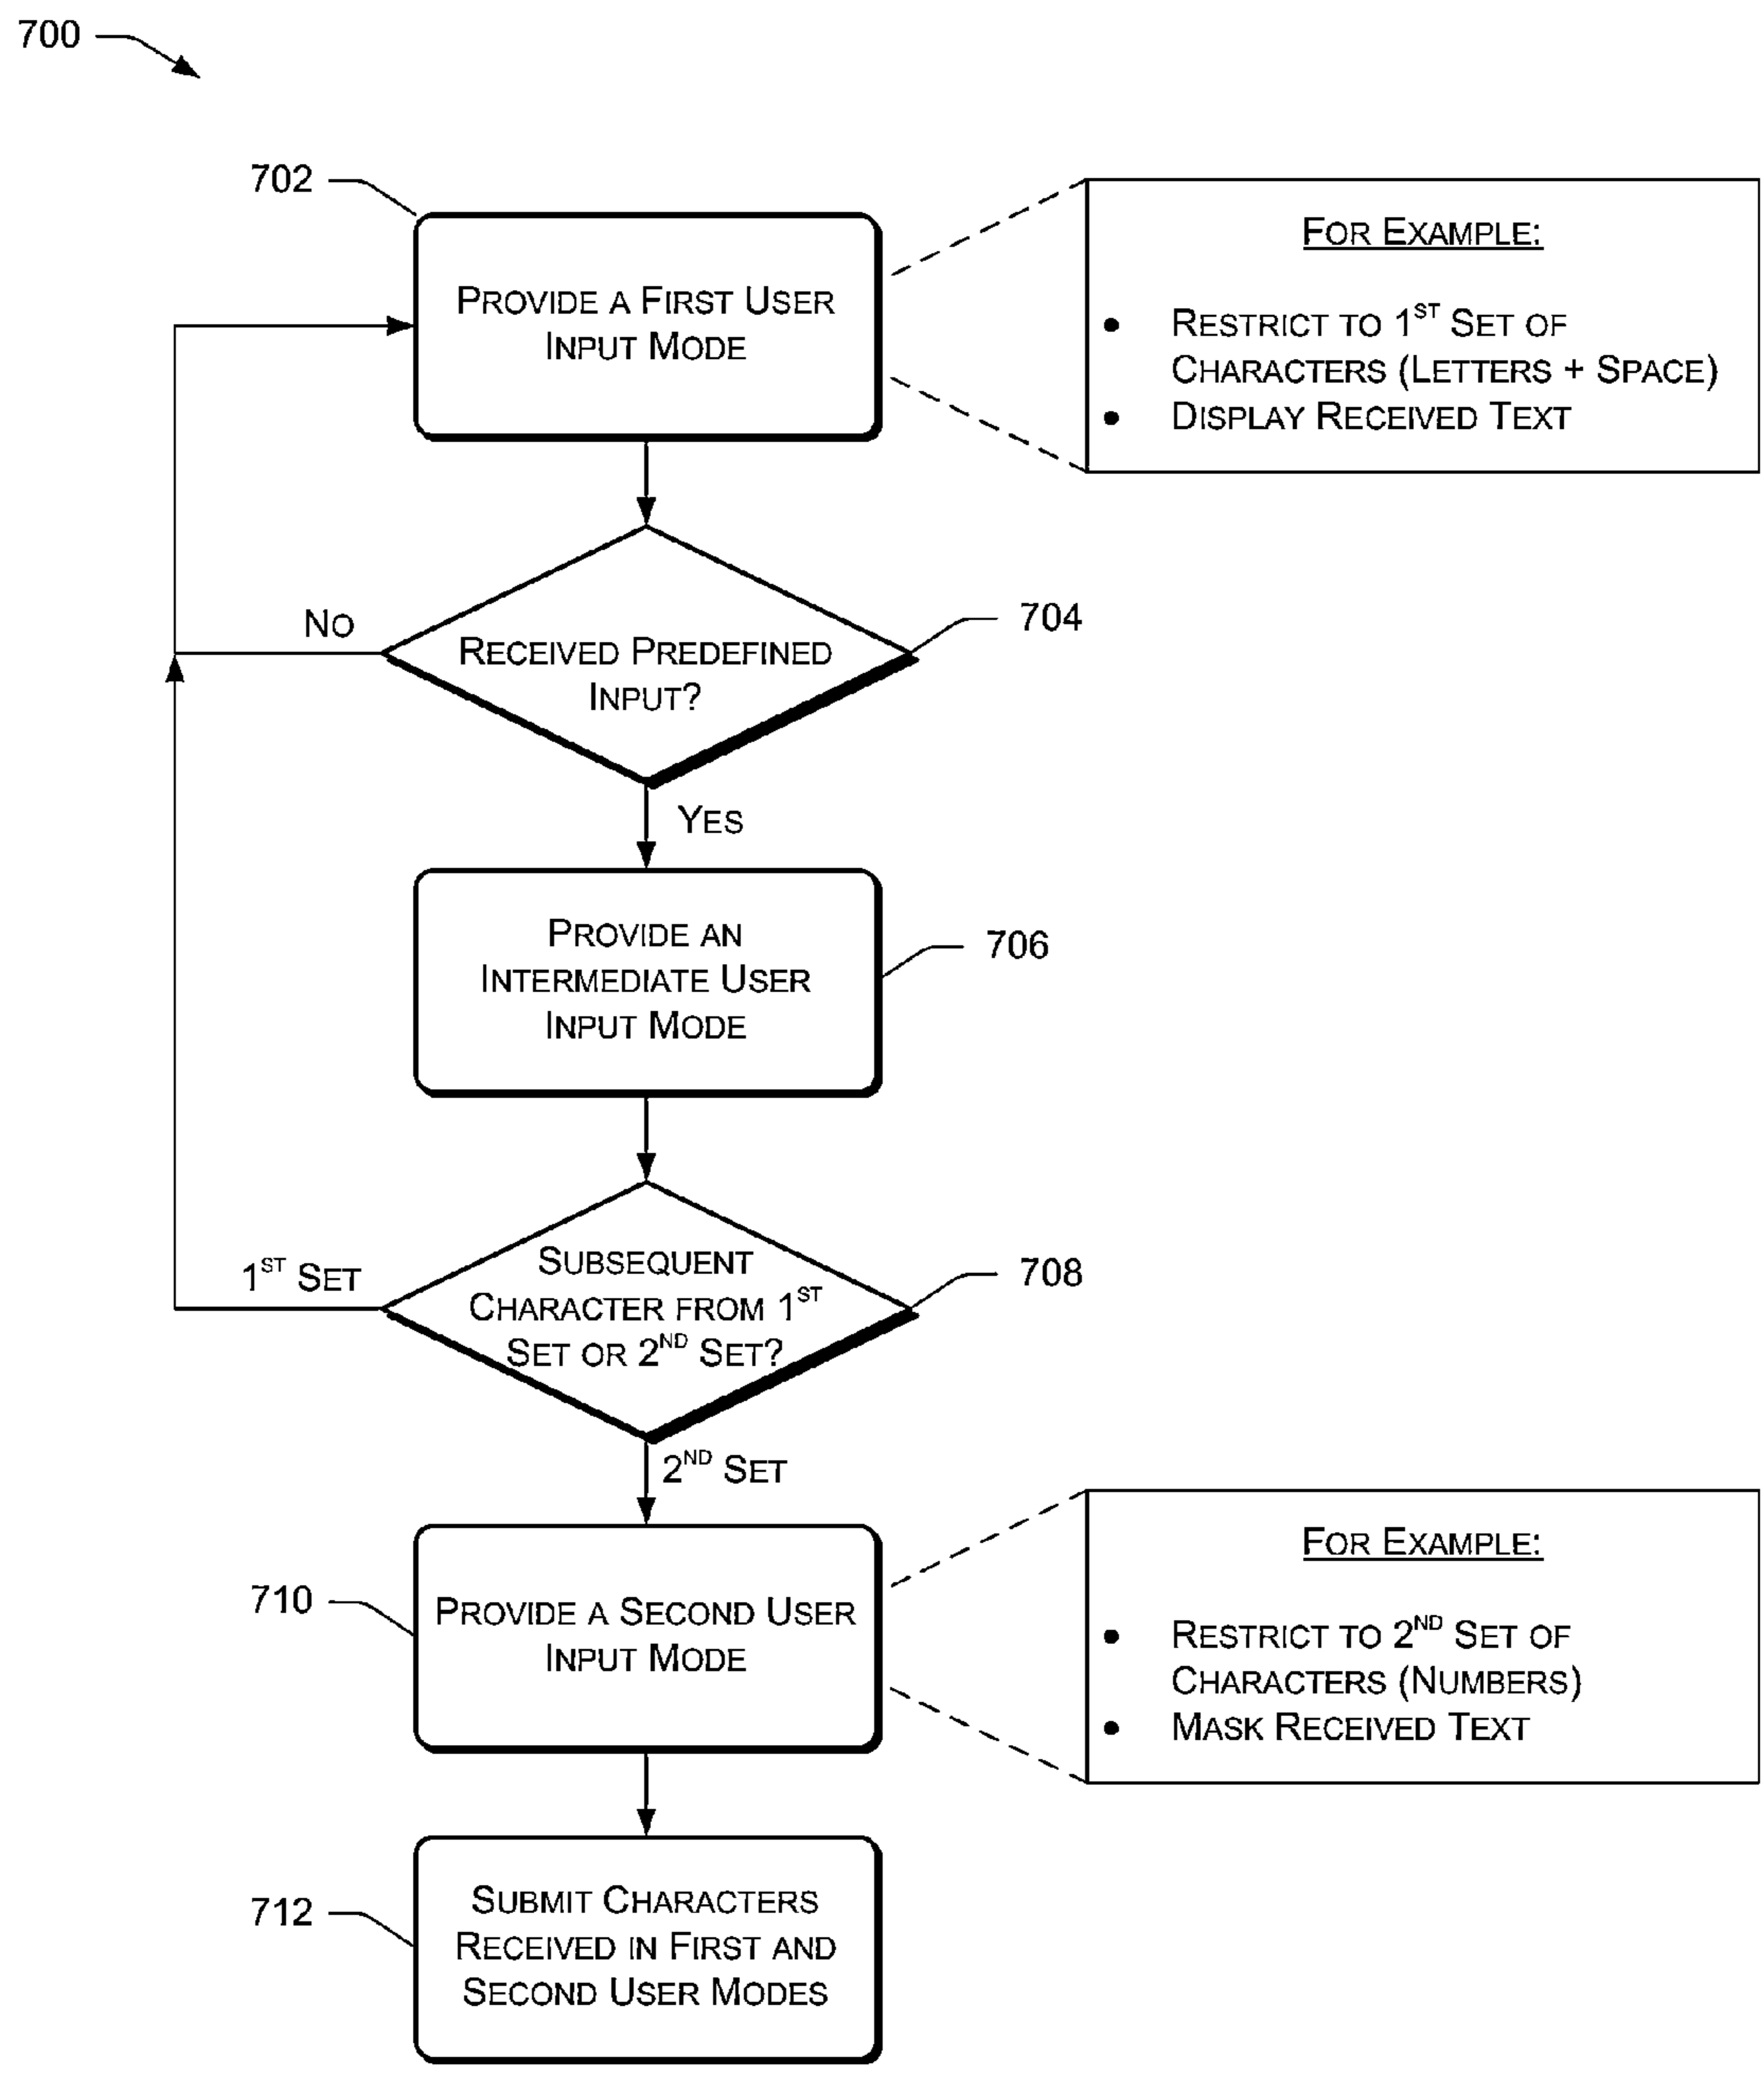 700
702
PROVIDE A FIRST USER
INPUT MODE
FOR EXAMPLE:
• RESTRICT TO 1ST SET OF
CHARACTERS (LETTERS + SPACE)
• DISPLAY RECEIVED TEXT
NO
RECEIVED PREDEFINED
INPUT?
704
YES
PROVIDE AN
INTERMEDIATE USER
INPUT MODE
706
1ST SET
SUBSEQUENT
CHARACTER FROM 1ST
SET OR 2ND SET?
708
2ND SET
710
PROVIDE A SECOND USER
INPUT MODE
FOR EXAMPLE:
• RESTRICT TO 2ND SET OF
CHARACTERS (NUMBERS)
• MASK RECEIVED TEXT
712
SUBMIT CHARACTERS
RECEIVED IN FIRST AND
SECOND USER MODES